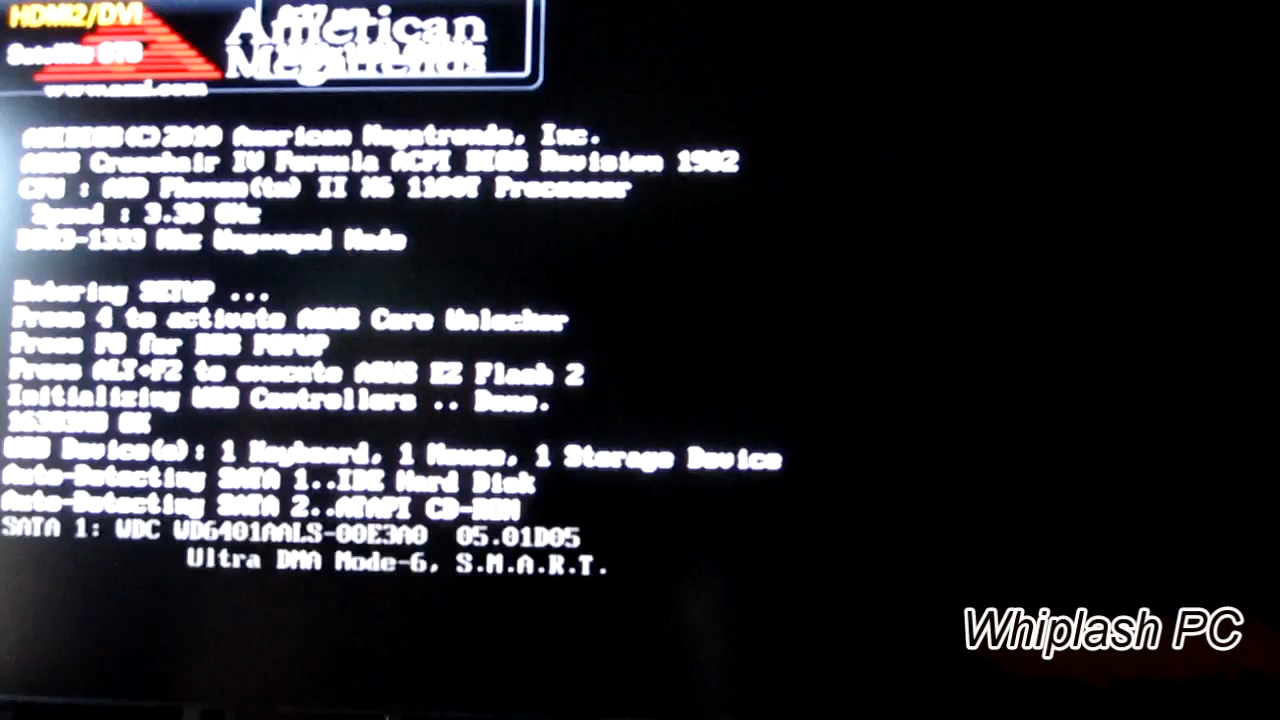 HDMI2/DVI
American
Megatrends
www.ami.com
AMIBIOS(C)2010 American Megatrends, Inc.
ASUS Crosshair IV Formula ACPI BIOS Revision 1902
CPU : AMD Phenom(tm) II X6 1100T Processor
Speed : 3.30 GHz
DDR3-1333 Mhz Unganged Mode
Entering SETUP ...
Press 4 to activate ASUS Core Unlocker
Press F8 for BBS POPUP
Press ALT+F2 to execute ASUS EZ Flash 2
Initializing USB Controllers .. Done.
16383MB OK
USB Device(s): 1 Keyboard, 1 Mouse, 1 Storage Device
Auto-Detecting SATA 1..IDE Hard Disk
Auto-Detecting SATA 2..ATAPI CD-ROM
SATA 1: WDC WD6401AALS-00E3A0 05.01D05
Ultra DMA Mode-6, S.M.A.R.T.
Whiplash PC